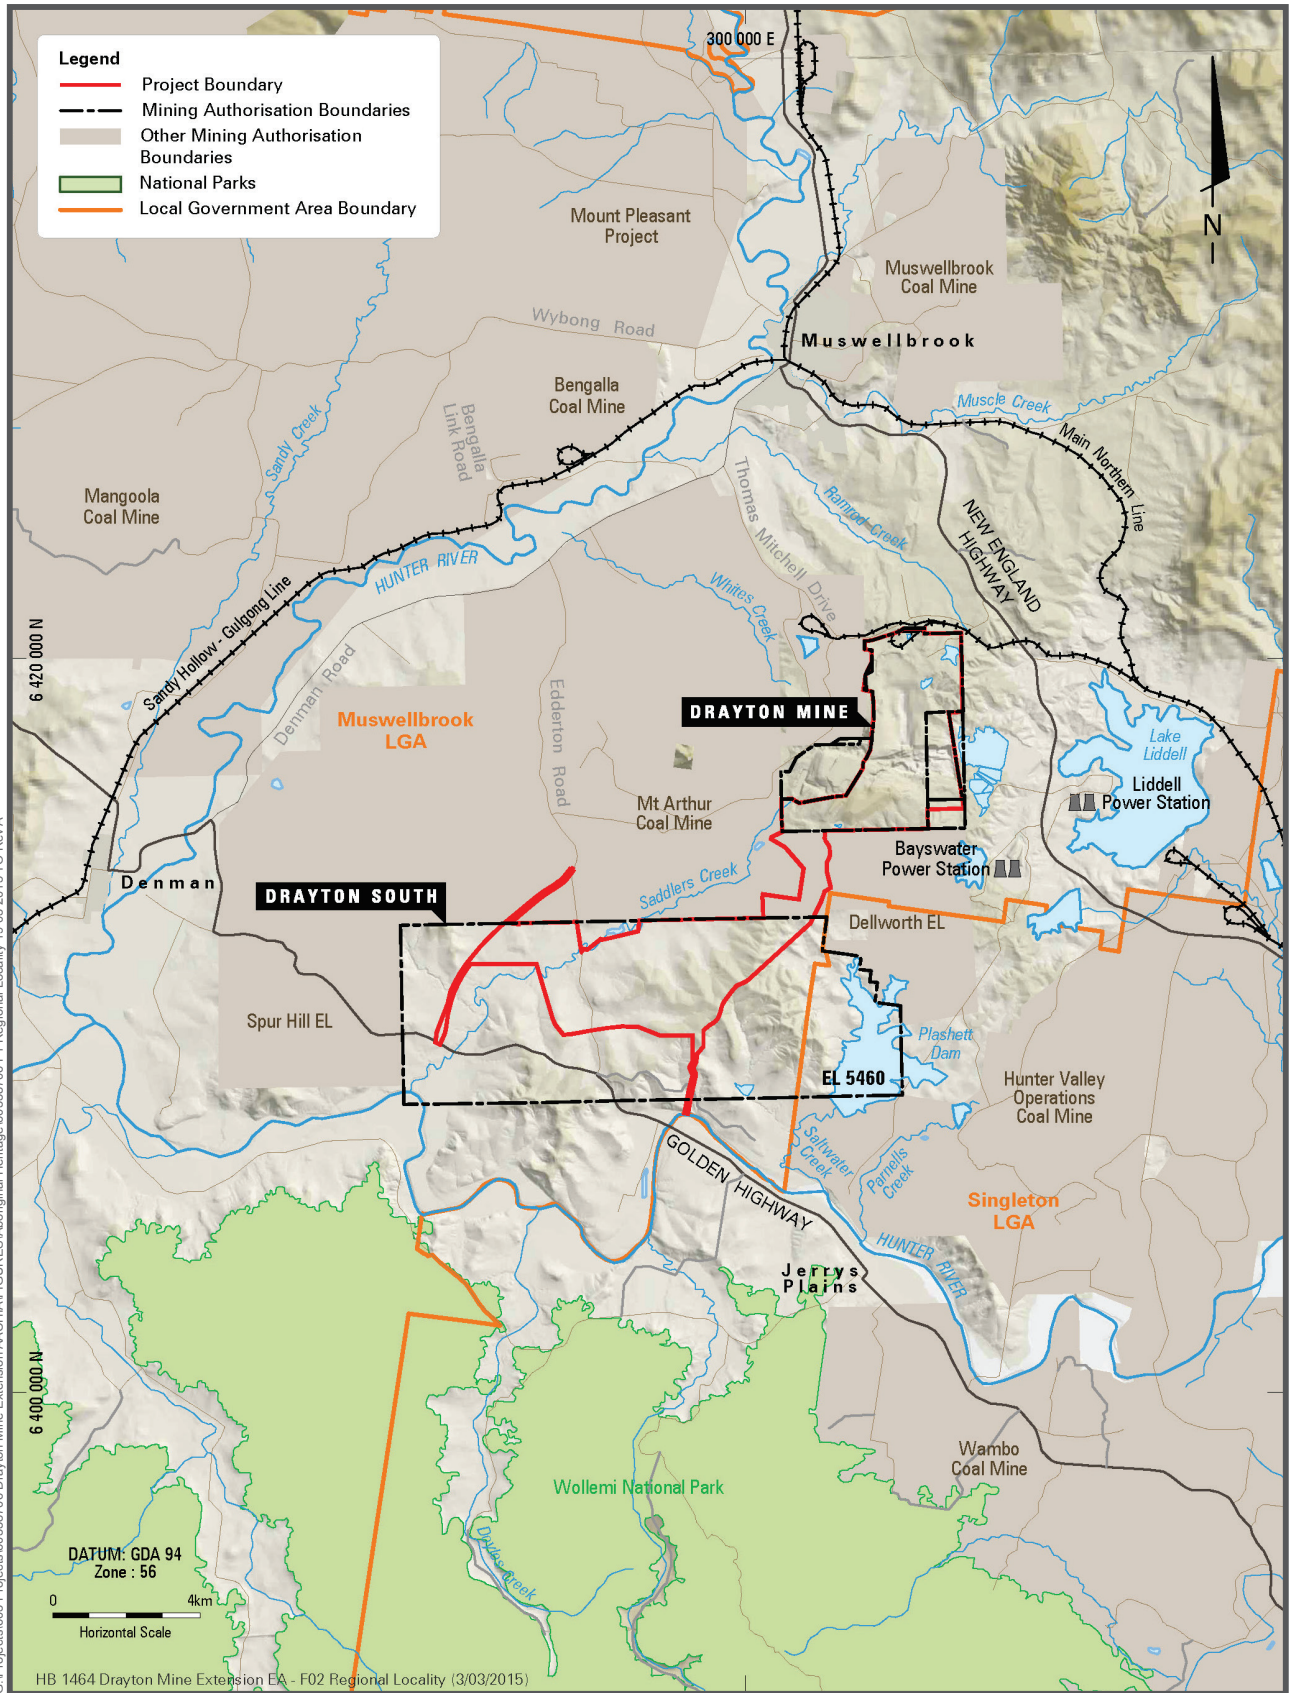 300 000 E
Legend
Project Boundary
Mining Authorisation Boundaries
Other Mining Authorisation
Boundaries
National Parks
Local Government Area Boundary
N
Mount Pleasant
Project
Muswellbrook
Coal Mine
Wybong Road
Muswellbrook
Bengalla
Coal Mine
Bengalla
Link Road
Muscle Creek
Main Northern Line
Sandy Creek
Mangoola
Coal Mine
Thomas Mitchell Drive
Ramrod Creek
NEW ENGLAND
HIGHWAY
HUNTER RIVER
Whites Creek
Sandy Hollow - Gulgong Line
6 420 000 N
Denman Road
Edderton Road
DRAYTON MINE
Muswellbrook
LGA
Lake
Liddell
Liddell
Power Station
Mt Arthur
Coal Mine
Bayswater
Power Station
Denman
Saddlers Creek
DRAYTON SOUTH
Dellworth EL
Spur Hill EL
Plashett
Dam
EL 5460
Hunter Valley
Operations
Coal Mine
GOLDEN HIGHWAY
Saltwater
Creek
Parnells
Creek
Singleton
LGA
HUNTER RIVER
Jerrys
Plains
6 400 000 N
Wambo
Coal Mine
Wollemi National Park
Doyles Creek
DATUM: GDA 94
Zone : 56
0 4km
Horizontal Scale
HB 1464 Drayton Mine Extension EA - F02 Regional Locality (3/03/2015)